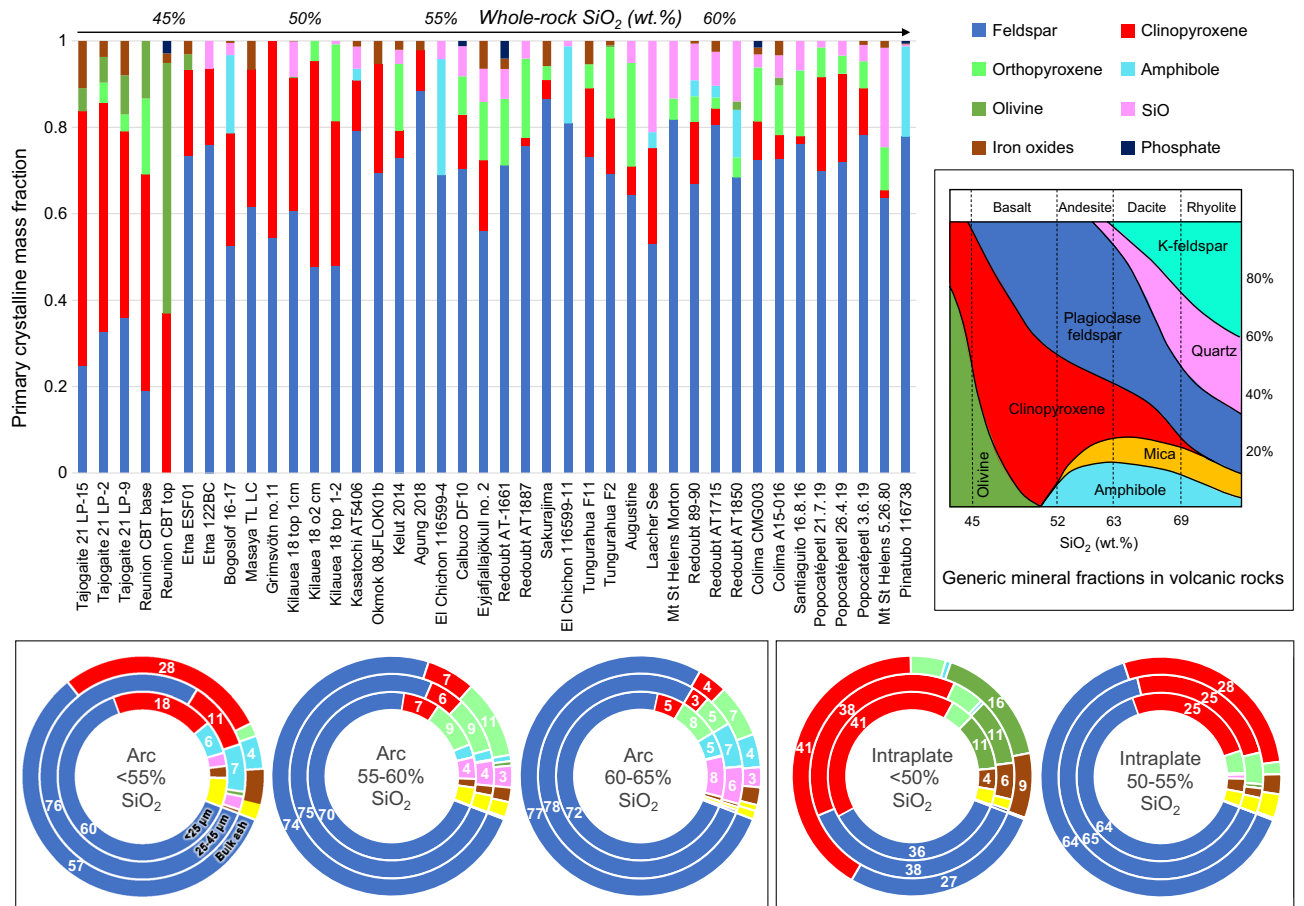 45% 50% 55% Whole-rock SiO₂ (wt.%) 60%
Primary crystalline mass fraction
1
0.8
0.6
0.4
0.2
0
Tajogaite 21 LP-15
Tajogaite 21 LP-2
Tajogaite 21 LP-9
Reunion CBT base
Reunion CBT top
Etna ESF01
Etna 122BC
Bogoslof 16-17
Masaya TL LC
Grimsvötn no.11
Kilauea 18 top 1cm
Kilauea 18 o2 cm
Kilauea 18 top 1-2
Kasatochi AT5406
Okmok 08JFLOK01b
Kelut 2014
Agung 2018
El Chichon 116599-4
Calbuco DF10
Eyjafjallajökull no. 2
Redoubt AT-1661
Redoubt AT1887
Sakurajima
El Chichon 116599-11
Tungurahua F11
Tungurahua F2
Augustine
Laacher See
Mt St Helens Morton
Redoubt 89-90
Redoubt AT1715
Redoubt AT1850
Colima CMG003
Colima A15-016
Santiaguito 16.8.16
Popocatépetl 21.7.19
Popocatépetl 26.4.19
Popocatépetl 3.6.19
Mt St Helens 5.26.80
Pinatubo 116738
Feldspar Clinopyroxene
Orthopyroxene Amphibole
Olivine SiO
Iron oxides Phosphate
Basalt Andesite Dacite Rhyolite
K-feldspar
80%
Plagioclase
feldspar
60%
Quartz
40%
Clinopyroxene
20%
Mica
Olivine
Amphibole
45 52 63 69
SiO₂ (wt.%)
Generic mineral fractions in volcanic rocks
28
18
11
6
7
4
76
60
57
<25 µm
25-45 µm
Bulk ash
Arc
<55%
SiO₂
7
6
7
11
9
9
4
4
3
74
75
70
Arc
55-60%
SiO₂
4
3
5
7
5
8
4
7
5
3
6
8
77
78
72
Arc
60-65%
SiO₂
41
38
41
16
11
11
9
6
4
36
38
27
Intraplate
<50%
SiO₂
28
25
25
64
65
64
Intraplate
50-55%
SiO₂